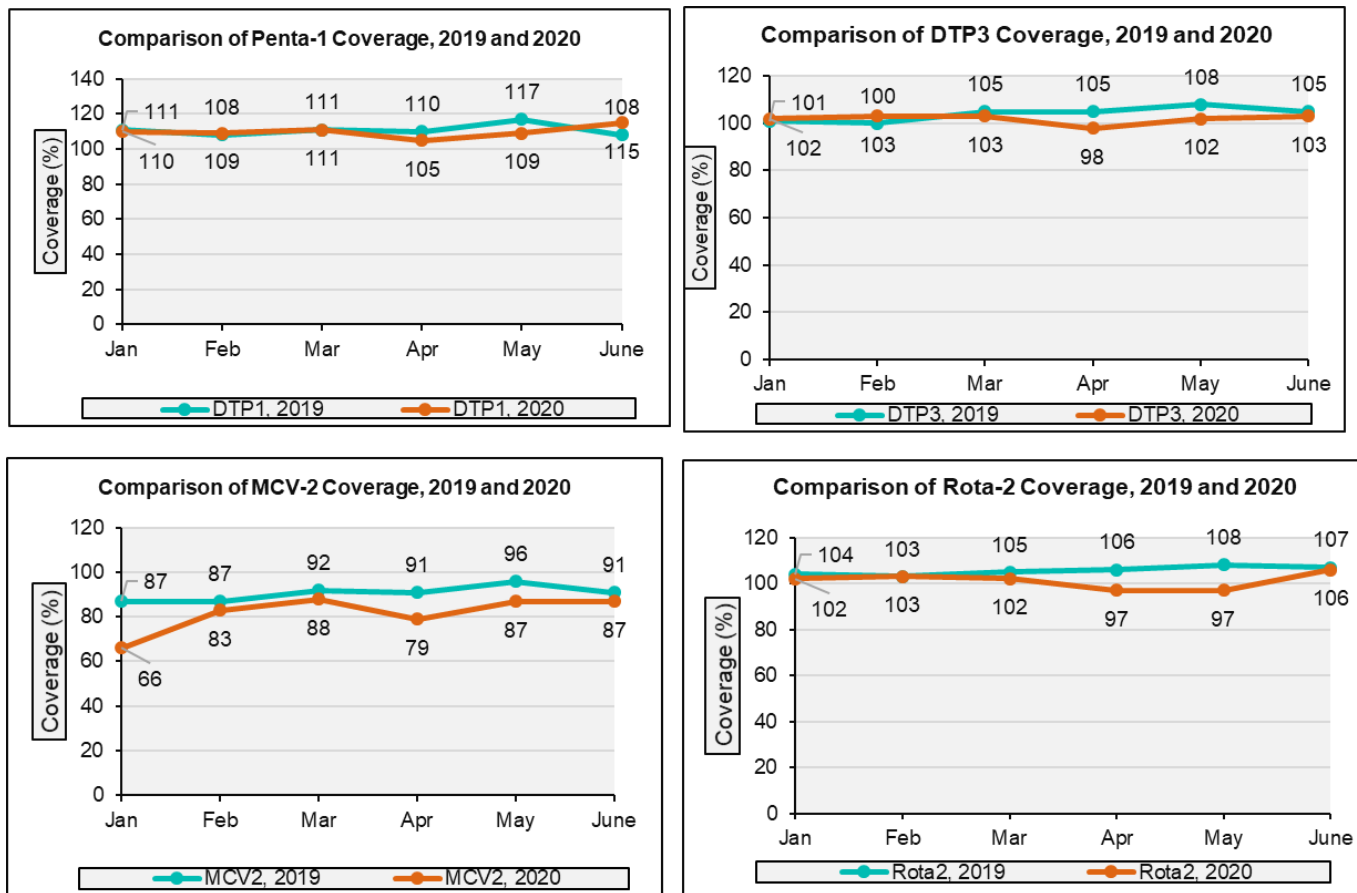 Comparison of Penta-1 Coverage, 2019 and 2020
Coverage (%)
140
120
100
80
60
40
20
0
111 108 111 110 117 108
110 109 111 105 109 115
Jan Feb Mar Apr May June
DTP1, 2019 DTP1, 2020
Comparison of DTP3 Coverage, 2019 and 2020
Coverage (%)
120
100
80
60
40
20
0
101 100 105 105 108 105
102 103 103 98 102 103
Jan Feb Mar Apr May June
DTP3, 2019 DTP3, 2020
Comparison of MCV-2 Coverage, 2019 and 2020
Coverage (%)
120
100
80
60
40
20
0
87 87 92 91 96 91
66 83 88 79 87 87
Jan Feb Mar Apr May June
MCV2, 2019 MCV2, 2020
Comparison of Rota-2 Coverage, 2019 and 2020
Coverage (%)
120
100
80
60
40
20
0
104 103 105 106 108 107
102 103 102 97 97 106
Jan Feb Mar Apr May June
Rota2, 2019 Rota2, 2020